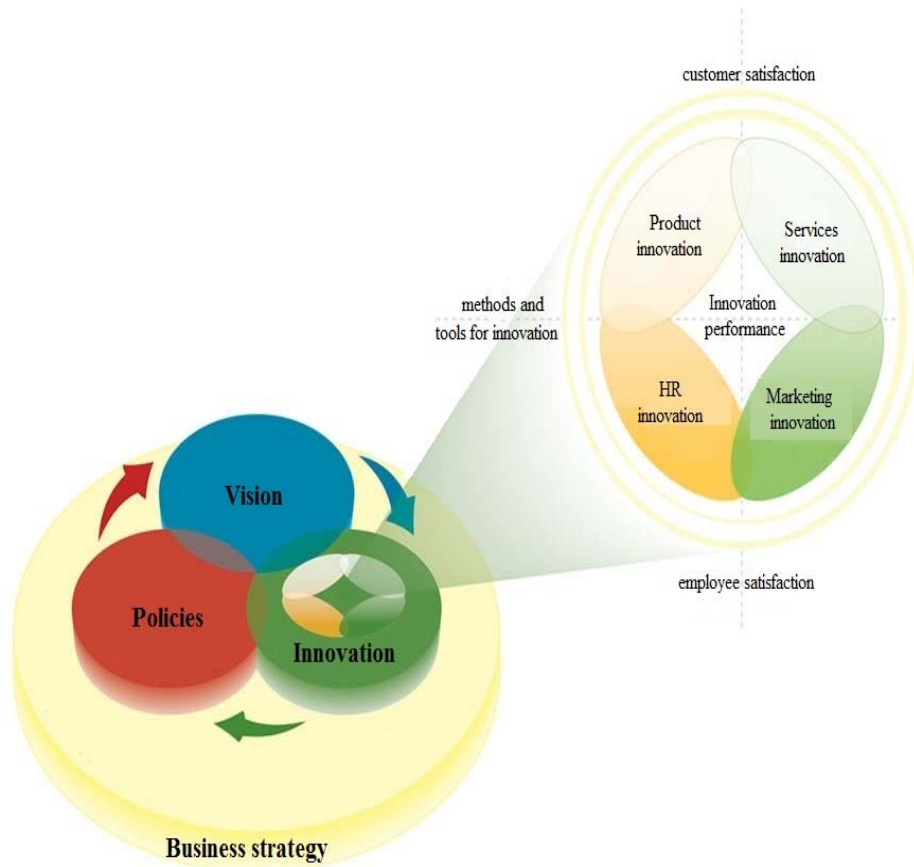 customer satisfaction
Product
innovation
Services
innovation
methods and
tools for innovation
Innovation
performance
HR
innovation
Marketing
innovation
employee satisfaction
Vision
Policies
Innovation
Business strategy